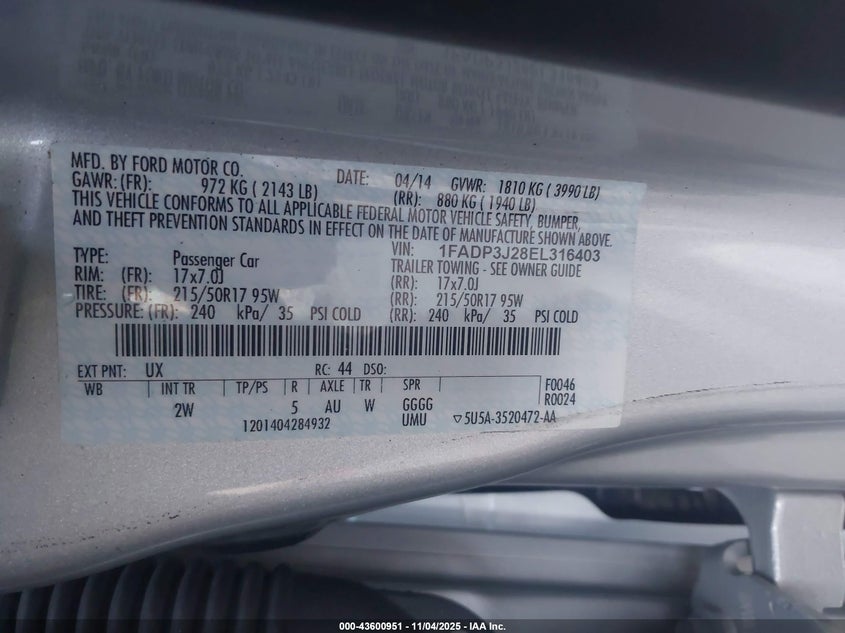 MFD. BY FORD MOTOR CO.
DATE: 04/14 GVWR: 1810 KG ( 3990 LB)
GAWR: (FR): 972 KG ( 2143 LB) (RR): 880 KG ( 1940 LB)
THIS VEHICLE CONFORMS TO ALL APPLICABLE FEDERAL MOTOR VEHICLE SAFETY, BUMPER,
AND THEFT PREVENTION STANDARDS IN EFFECT ON THE DATE OF MANUFACTURE SHOWN ABOVE.
VIN: 1FADP3J28EL316403
TYPE: Passenger Car TRAILER TOWING - SEE OWNER GUIDE
RIM: (FR): 17x7.0J (RR): 17x7.0J
TIRE: (FR): 215/50R17 95W (RR): 215/50R17 95W
PRESSURE: (FR): 240 kPa/ 35 PSI COLD (RR): 240 kPa/ 35 PSI COLD
EXT PNT: UX RC: 44 DSO:
WB INT TR TP/PS R AXLE TR SPR F0046
R0024
2W 5 AU W GGGG
UMU
1201404284932
▽5U5A-3520472-AA
000-43600951 - 11/04/2025 - IAA Inc.